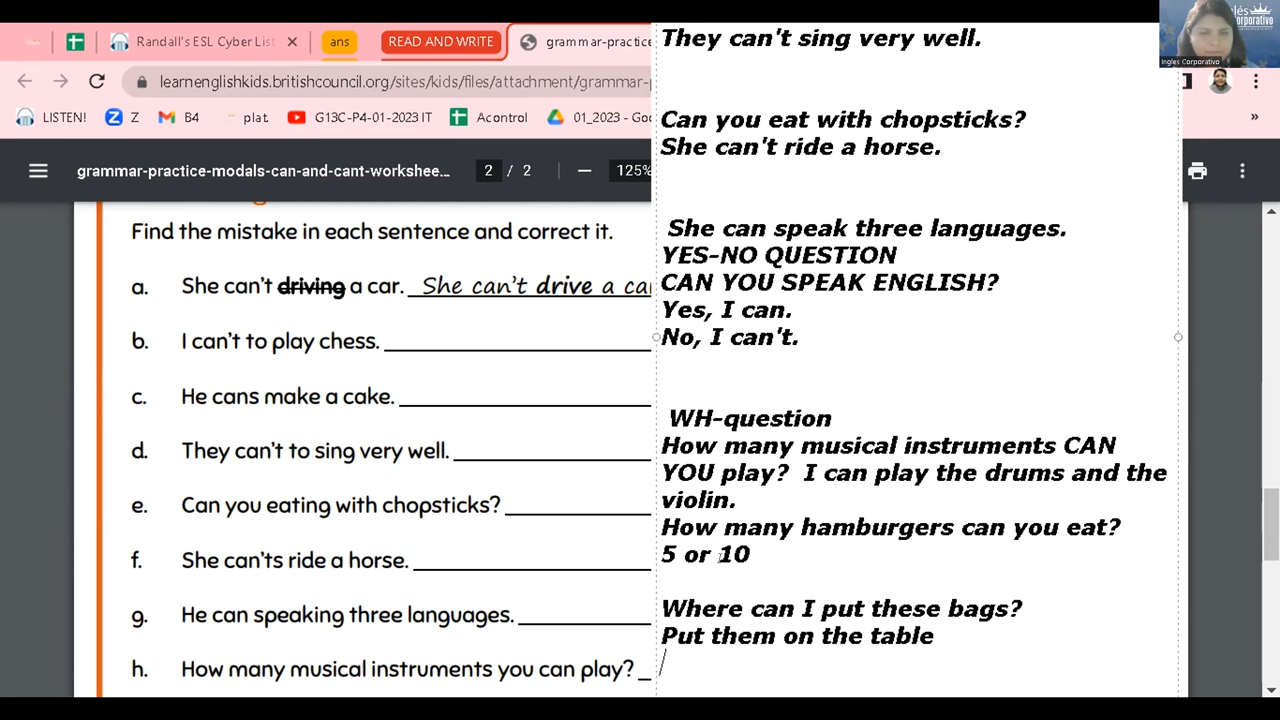 Randall's ESL Cyber List
ans
READ AND WRITE
grammar-practice
learnenglishkids.britishcouncil.org/sites/kids/files/attachment/grammar-p
LISTEN!
Z
B4
plat.
G13C-P4-01-2023 IT
Acontrol
01_2023 - Goo
»
grammar-practice-modals-can-and-cant-workshee...
2 / 2
125%
Find the mistake in each sentence and correct it.
a. She can't driving a car. She can't drive a ca
b. I can't to play chess.
c. He cans make a cake.
d. They can't to sing very well.
e. Can you eating with chopsticks?
f. She can'ts ride a horse.
g. He can speaking three languages.
h. How many musical instruments you can play?
They can't sing very well.
Can you eat with chopsticks?
She can't ride a horse.
She can speak three languages.
YES-NO QUESTION
CAN YOU SPEAK ENGLISH?
Yes, I can.
No, I can't.
WH-question
How many musical instruments CAN
YOU play? I can play the drums and the
violin.
How many hamburgers can you eat?
5 or 10
Where can I put these bags?
Put them on the table
Ingles Corporativo